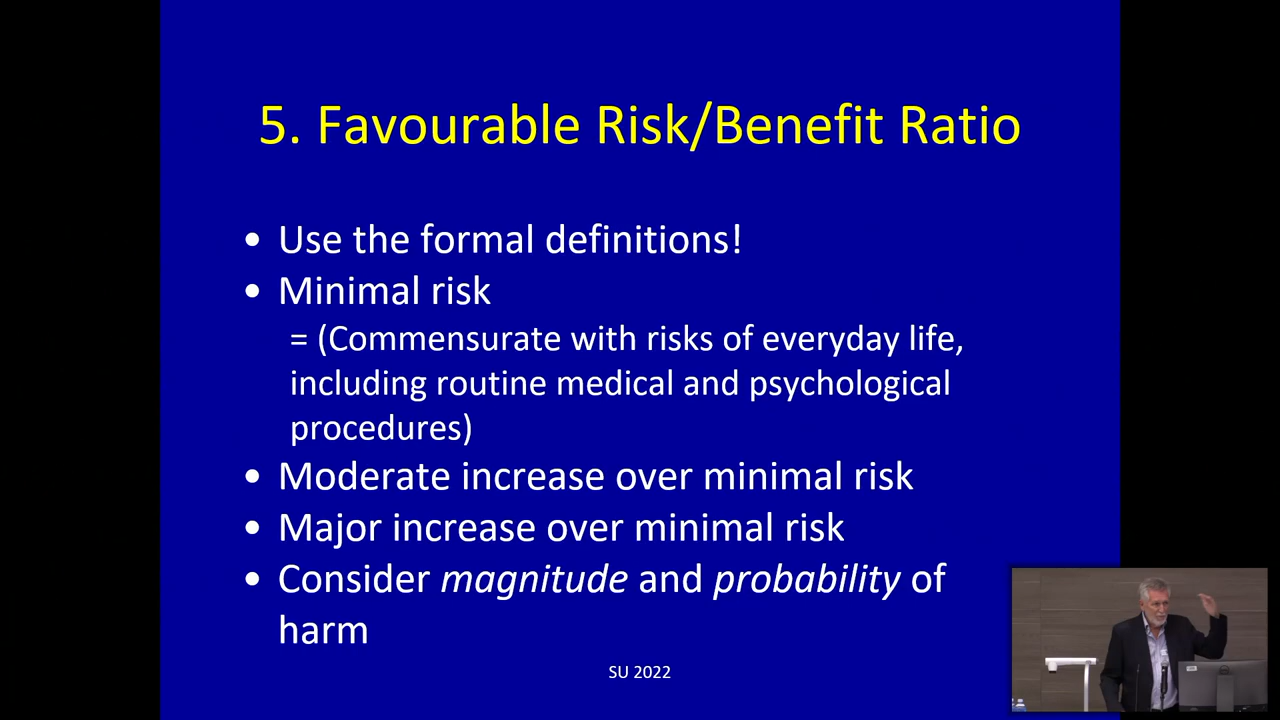 5. Favourable Risk/Benefit Ratio
• Use the formal definitions!
• Minimal risk
= (Commensurate with risks of everyday life,
including routine medical and psychological
procedures)
• Moderate increase over minimal risk
• Major increase over minimal risk
• Consider magnitude and probability of
harm
SU 2022